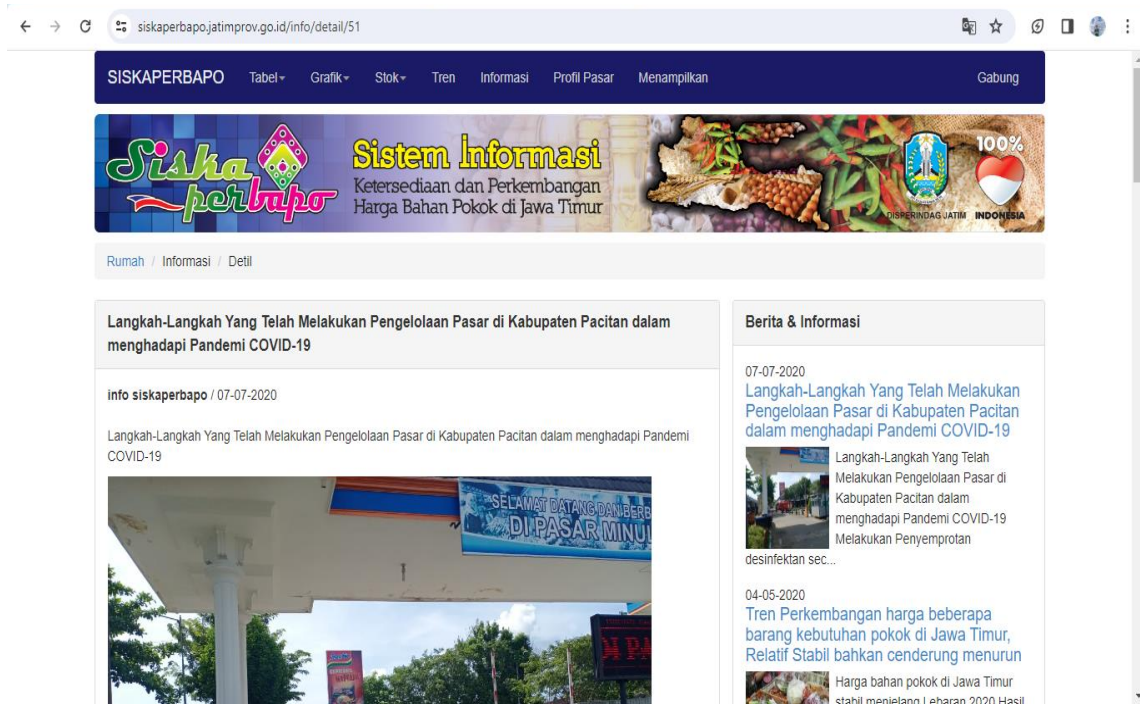 siskaperbapo.jatimprov.go.id/info/detail/51
SISKAPERBAPO Tabel Grafik Stok Tren Informasi Profil Pasar Menampilkan Gabung
Siska perbapo
Sistem Informasi
Ketersediaan dan Perkembangan
Harga Bahan Pokok di Jawa Timur
100%
DISPERINDAG JATIM INDONESIA
Rumah / Informasi / Detil
Langkah-Langkah Yang Telah Melakukan Pengelolaan Pasar di Kabupaten Pacitan dalam
menghadapi Pandemi COVID-19
info siskaperbapo / 07-07-2020
Langkah-Langkah Yang Telah Melakukan Pengelolaan Pasar di Kabupaten Pacitan dalam menghadapi Pandemi
COVID-19
SELAMAT DATANG DAN
DI PASAR
Berita & Informasi
07-07-2020
Langkah-Langkah Yang Telah Melakukan
Pengelolaan Pasar di Kabupaten Pacitan
dalam menghadapi Pandemi COVID-19
Langkah-Langkah Yang Telah
Melakukan Pengelolaan Pasar di
Kabupaten Pacitan dalam
menghadapi Pandemi COVID-19
Melakukan Penyemprotan
desinfektan sec...
04-05-2020
Tren Perkembangan harga beberapa
barang kebutuhan pokok di Jawa Timur,
Relatif Stabil bahkan cenderung menurun
Harga bahan pokok di Jawa Timur
stabil menjelang Lebaran 2020 Hasil